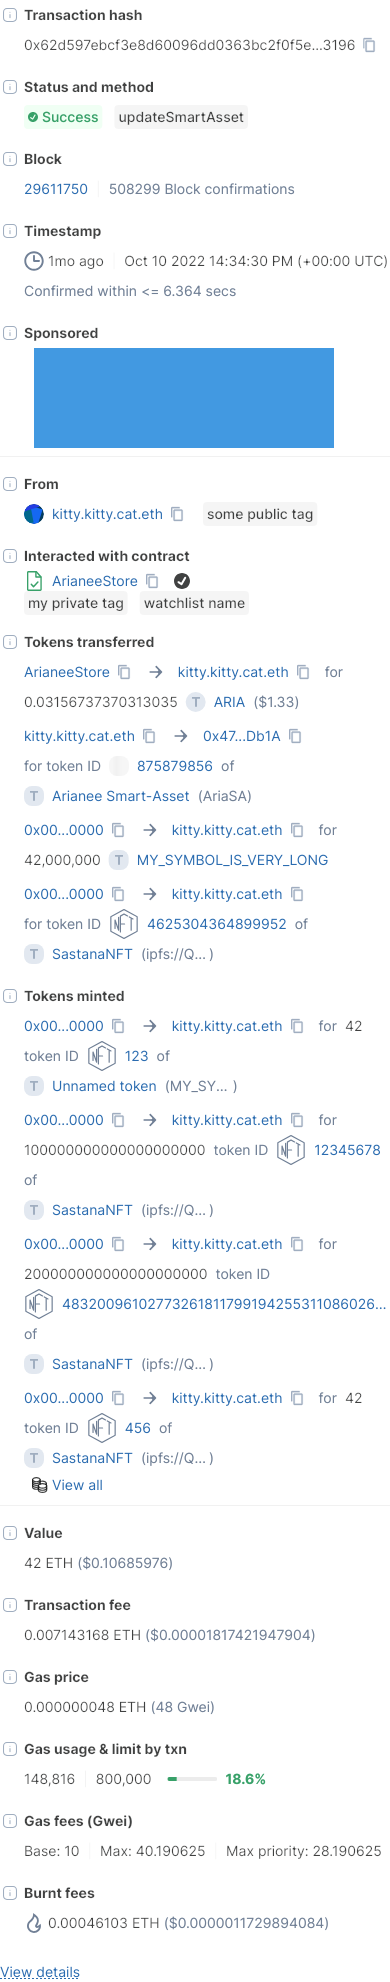 Transaction hash
0x62d597ebcf3e8d60096dd0363bc2f0f5e...3196
Status and method
Success updateSmartAsset
Block
29611750 508299 Block confirmations
Timestamp
1mo ago Oct 10 2022 14:34:30 PM (+00:00 UTC)
Confirmed within <= 6.364 secs
Sponsored
From
kitty.kitty.cat.eth some public tag
Interacted with contract
ArianeeStore
my private tag watchlist name
Tokens transferred
ArianeeStore → kitty.kitty.cat.eth for
0.03156737370313035 T ARIA ($1.33)
kitty.kitty.cat.eth → 0x47...Db1A
for token ID 875879856 of
T Arianee Smart-Asset (AriaSA)
0x00...0000 → kitty.kitty.cat.eth for
42,000,000 T MY_SYMBOL_IS_VERY_LONG
0x00...0000 → kitty.kitty.cat.eth
for token ID NFT 4625304364899952 of
T SastanaNFT (ipfs://Q... )
Tokens minted
0x00...0000 → kitty.kitty.cat.eth for 42
token ID NFT 123 of
T Unnamed token (MY_SY... )
0x00...0000 → kitty.kitty.cat.eth for
100000000000000000000 token ID NFT 12345678
of
T SastanaNFT (ipfs://Q... )
0x00...0000 → kitty.kitty.cat.eth for
200000000000000000000 token ID
NFT 48320096102773261811799194255311086026...
of
T SastanaNFT (ipfs://Q... )
0x00...0000 → kitty.kitty.cat.eth for 42
token ID NFT 456 of
T SastanaNFT (ipfs://Q... )
View all
Value
42 ETH ($0.10685976)
Transaction fee
0.007143168 ETH ($0.00001817421947904)
Gas price
0.000000048 ETH (48 Gwei)
Gas usage & limit by txn
148,816 800,000 18.6%
Gas fees (Gwei)
Base: 10 Max: 40.190625 Max priority: 28.190625
Burnt fees
0.00046103 ETH ($0.0000011729894084)
View details